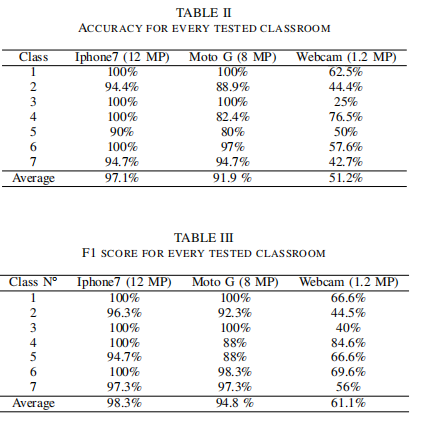 TABLE II
ACCURACY FOR EVERY TESTED CLASSROOM
Class Iphone7 (12 MP) Moto G (8 MP) Webcam (1.2 MP)
1 100% 100% 62.5%
2 94.4% 88.9% 44.4%
3 100% 100% 25%
4 100% 82.4% 76.5%
5 90% 80% 50%
6 100% 97% 57.6%
7 94.7% 94.7% 42.7%
Average 97.1% 91.9 % 51.2%
TABLE III
F1 SCORE FOR EVERY TESTED CLASSROOM
Class N° Iphone7 (12 MP) Moto G (8 MP) Webcam (1.2 MP)
1 100% 100% 66.6%
2 96.3% 92.3% 44.5%
3 100% 100% 40%
4 100% 88% 84.6%
5 94.7% 88% 66.6%
6 100% 98.3% 69.6%
7 97.3% 97.3% 56%
Average 98.3% 94.8 % 61.1%